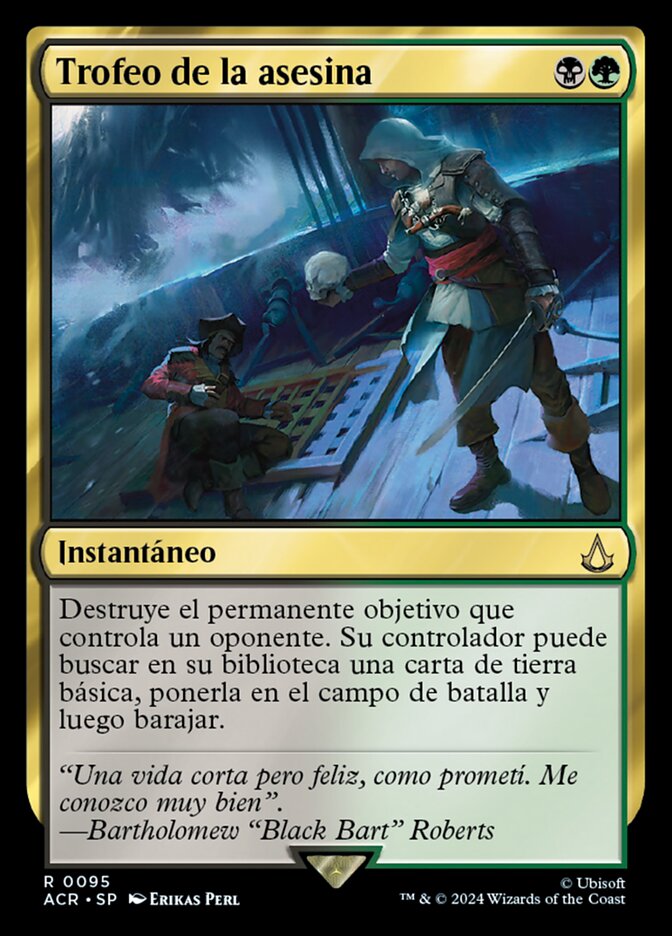 Trofeo de la asesina
Instantáneo
Destruye el permanente objetivo que
controla un oponente. Su controlador puede
buscar en su biblioteca una carta de tierra
básica, ponerla en el campo de batalla y
luego barajar.
“Una vida corta pero feliz, como prometí. Me
conozco muy bien”.
—Bartholomew “Black Bart” Roberts
R 0095
ACR • SP Erikas Perl
© Ubisoft
™ & © 2024 Wizards of the Coast